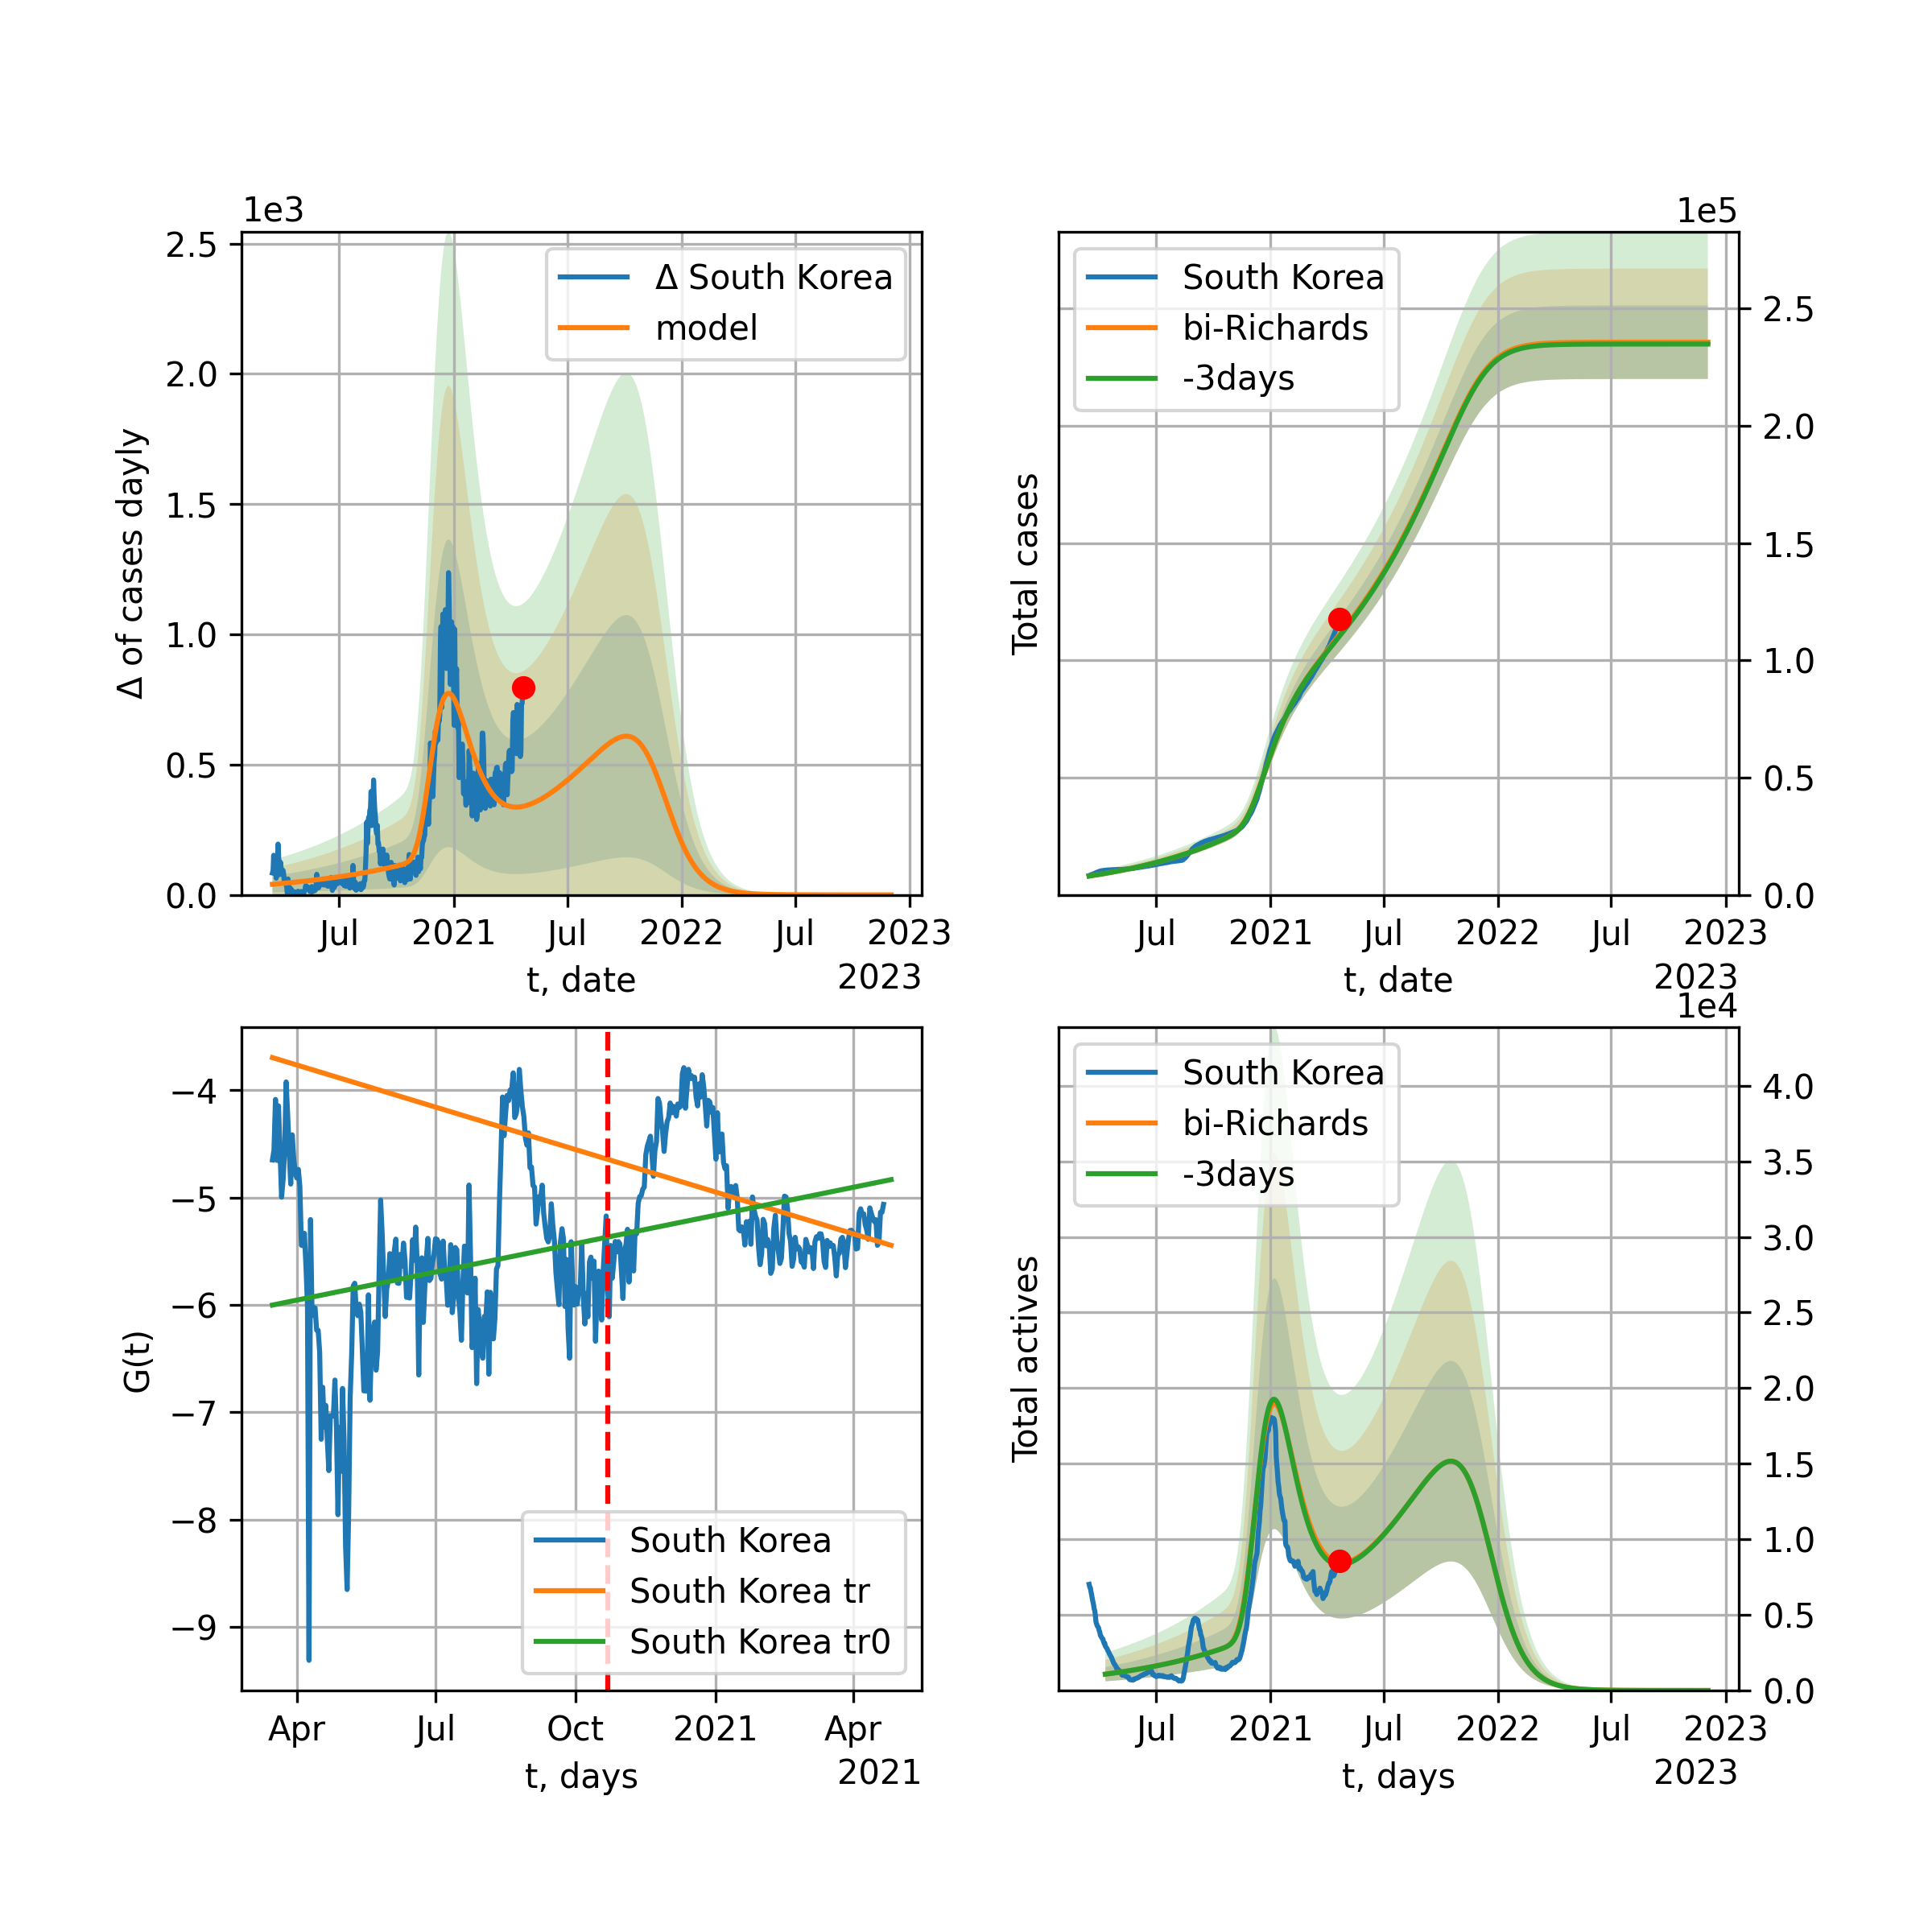 1e3
2.5
2.0
1.5
1.0
0.5
0.0
Δ of cases dayly
Δ South Korea
model
Jul 2021 Jul 2022 Jul 2023
t, date
2023
1e5
South Korea
bi-Richards
-3days
Total cases
2.5
2.0
1.5
1.0
0.5
0.0
Jul 2021 Jul 2022 Jul 2023
t, date
2023
−4
−5
−6
−7
−8
−9
G(t)
South Korea
South Korea tr
South Korea tr0
Apr Jul Oct 2021 Apr
t, days
2021
1e4
South Korea
bi-Richards
-3days
Total actives
4.0
3.5
3.0
2.5
2.0
1.5
1.0
0.5
0.0
Jul 2021 Jul 2022 Jul 2023
t, days
2023